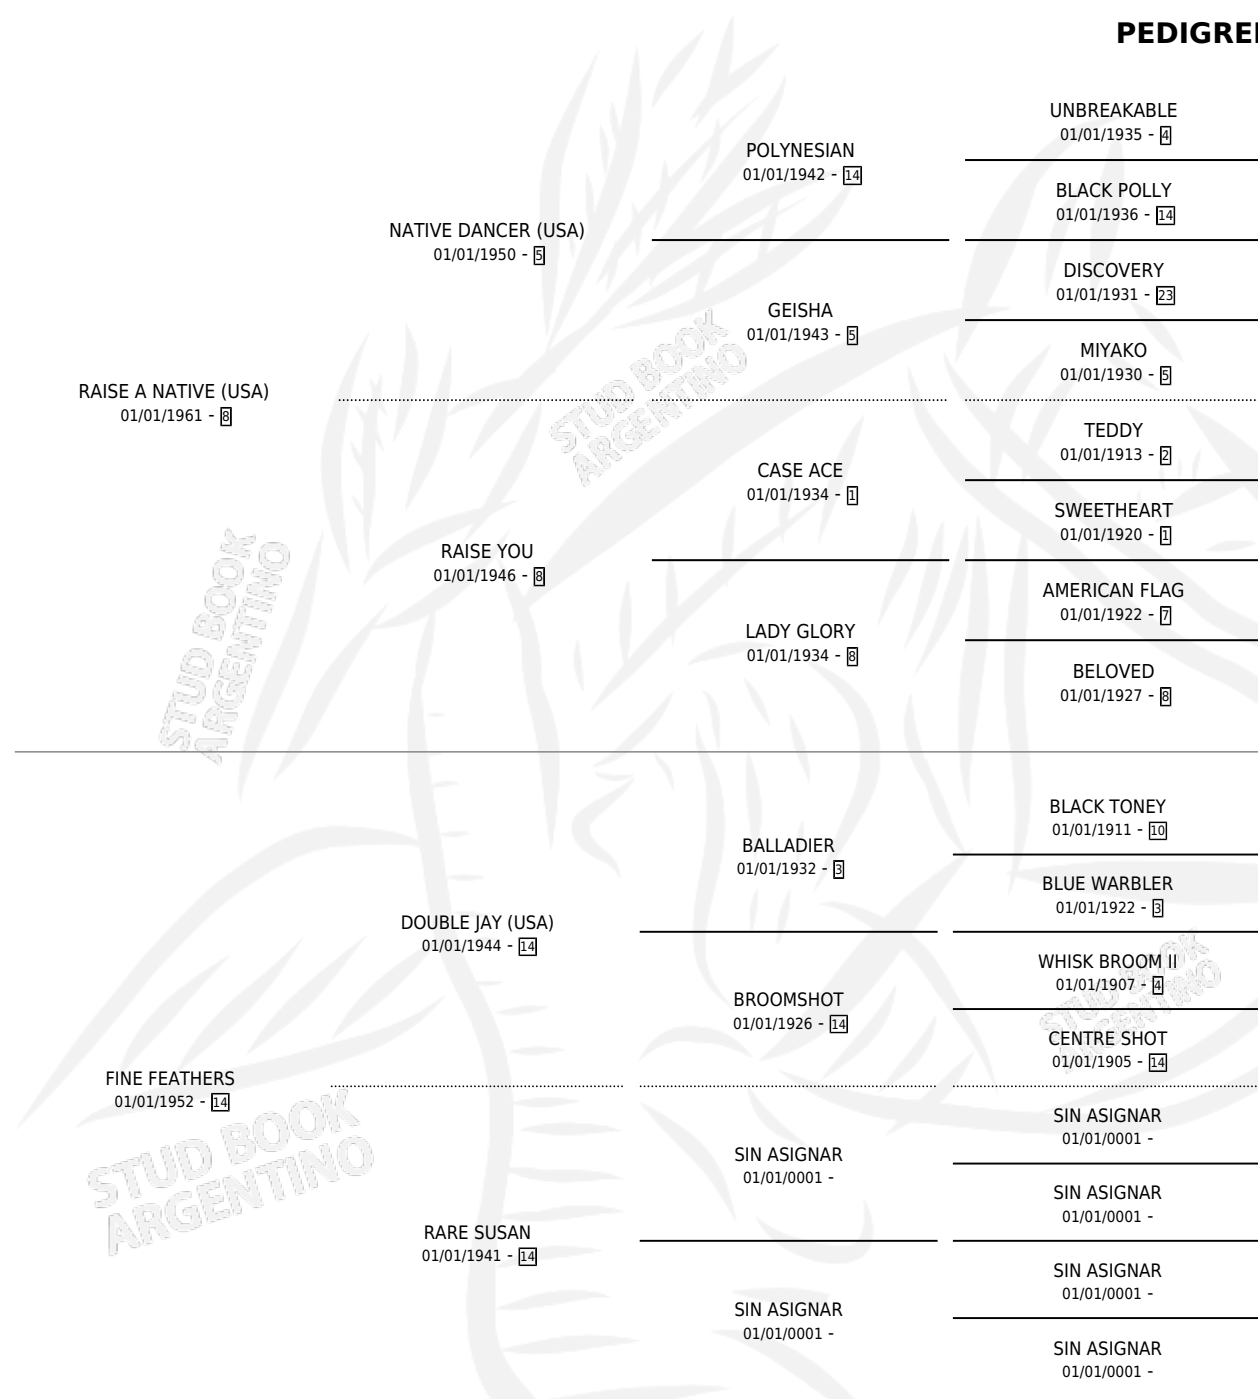 PEDIGREE
UNBREAKABLE
01/01/1935 - 4
POLYNESIAN
01/01/1942 - 14
BLACK POLLY
01/01/1936 - 14
NATIVE DANCER (USA)
01/01/1950 - 5
DISCOVERY
01/01/1931 - 23
GEISHA
01/01/1943 - 5
MIYAKO
01/01/1930 - 5
RAISE A NATIVE (USA)
01/01/1961 - 8
TEDDY
01/01/1913 - 2
CASE ACE
01/01/1934 - 1
SWEETHEART
01/01/1920 - 1
RAISE YOU
01/01/1946 - 8
AMERICAN FLAG
01/01/1922 - 7
LADY GLORY
01/01/1934 - 8
BELOVED
01/01/1927 - 8
BLACK TONEY
01/01/1911 - 10
BALLADIER
01/01/1932 - 3
BLUE WARBLER
01/01/1922 - 3
DOUBLE JAY (USA)
01/01/1944 - 14
WHISK BROOM II
01/01/1907 - 4
BROOMSHOT
01/01/1926 - 14
CENTRE SHOT
01/01/1905 - 14
FINE FEATHERS
01/01/1952 - 14
SIN ASIGNAR
01/01/0001 -
SIN ASIGNAR
01/01/0001 -
SIN ASIGNAR
01/01/0001 -
RARE SUSAN
01/01/1941 - 14
SIN ASIGNAR
01/01/0001 -
SIN ASIGNAR
01/01/0001 -
SIN ASIGNAR
01/01/0001 -
STUD BOOK
ARGENTINO
STUD BOOK
ARGENTINO
STUD BOOK
ARGENTINO
STUD BOOK
ARGENTINO